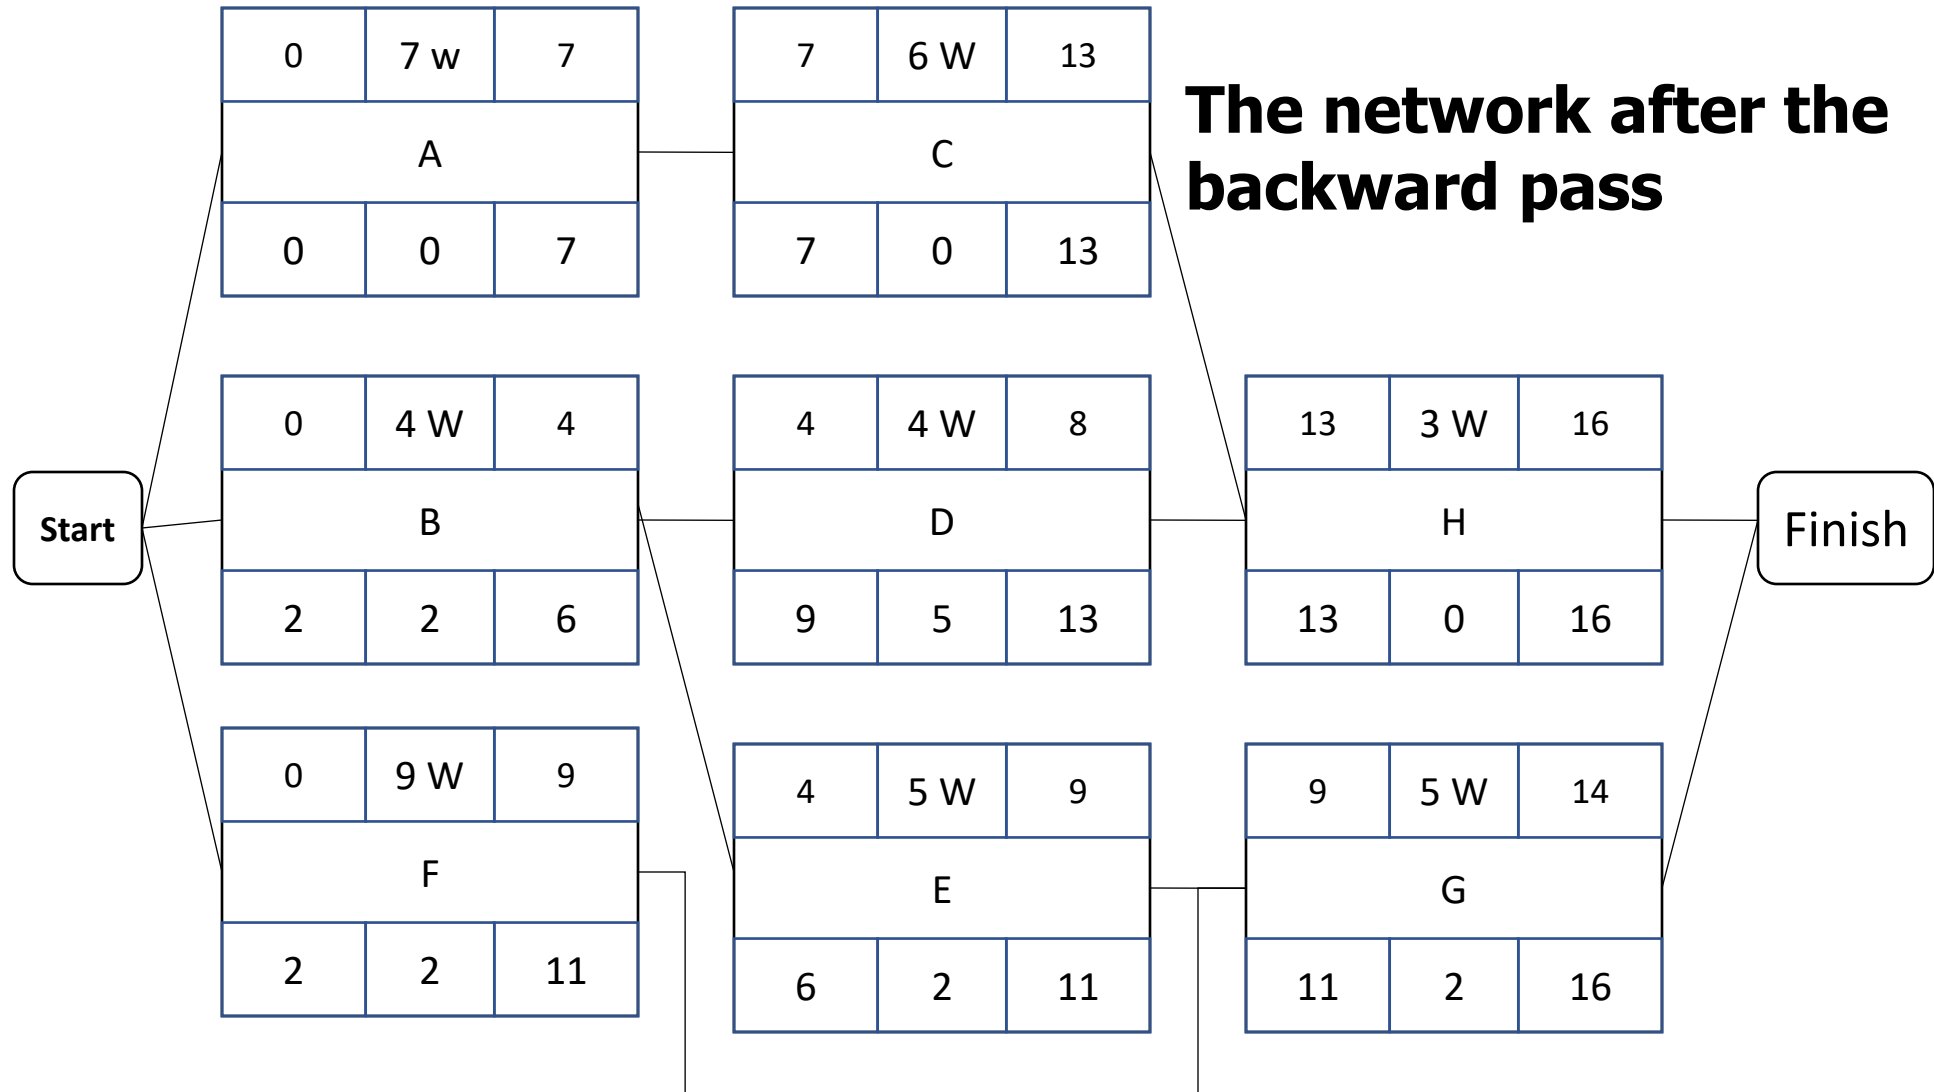 0 7 w 7
A
0 0 7
7 6 W 13
C
7 0 13
The network after the
backward pass
Start
0 4 W 4
B
2 2 6
4 4 W 8
D
9 5 13
13 3 W 16
H
13 0 16
Finish
0 9 W 9
F
2 2 11
4 5 W 9
E
6 2 11
9 5 W 14
G
11 2 16